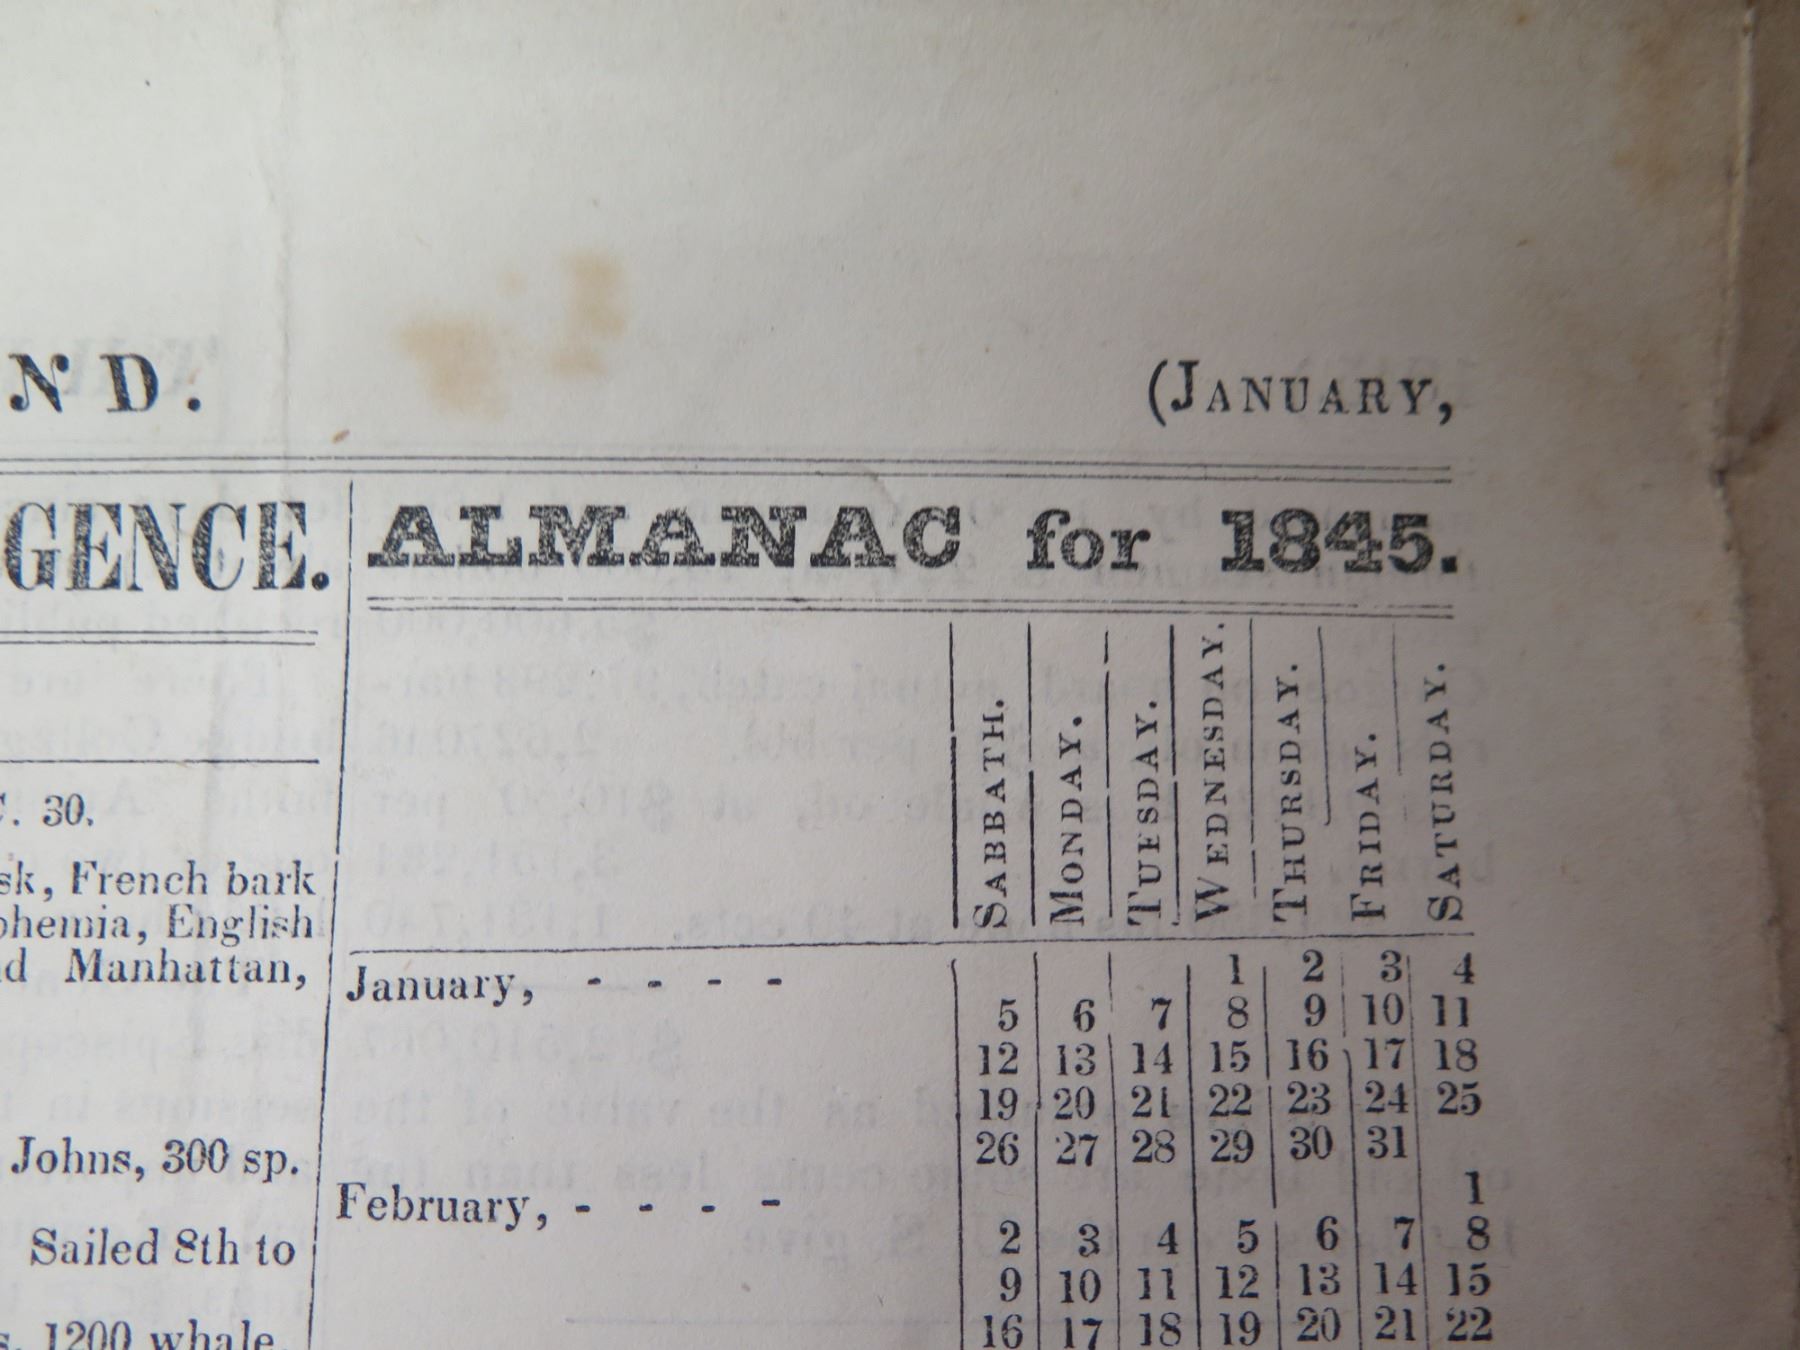 ND.
(January,
GENCE.
30.
sk, French bark
ohemia, English
nd Manhattan,
Johns, 300 sp.
Sailed 8th to
s. 1200 whale.
ALMANAC for 1845.
Sabbath. Monday. Tuesday. Wednesday. Thursday. Friday. Saturday.
January, - - - - 1 2 3 4
5 6 7 8 9 10 11
12 13 14 15 16 17 18
19 20 21 22 23 24 25
26 27 28 29 30 31
February, - - - - 1
2 3 4 5 6 7 8
9 10 11 12 13 14 15
16 17 18 19 20 21 22